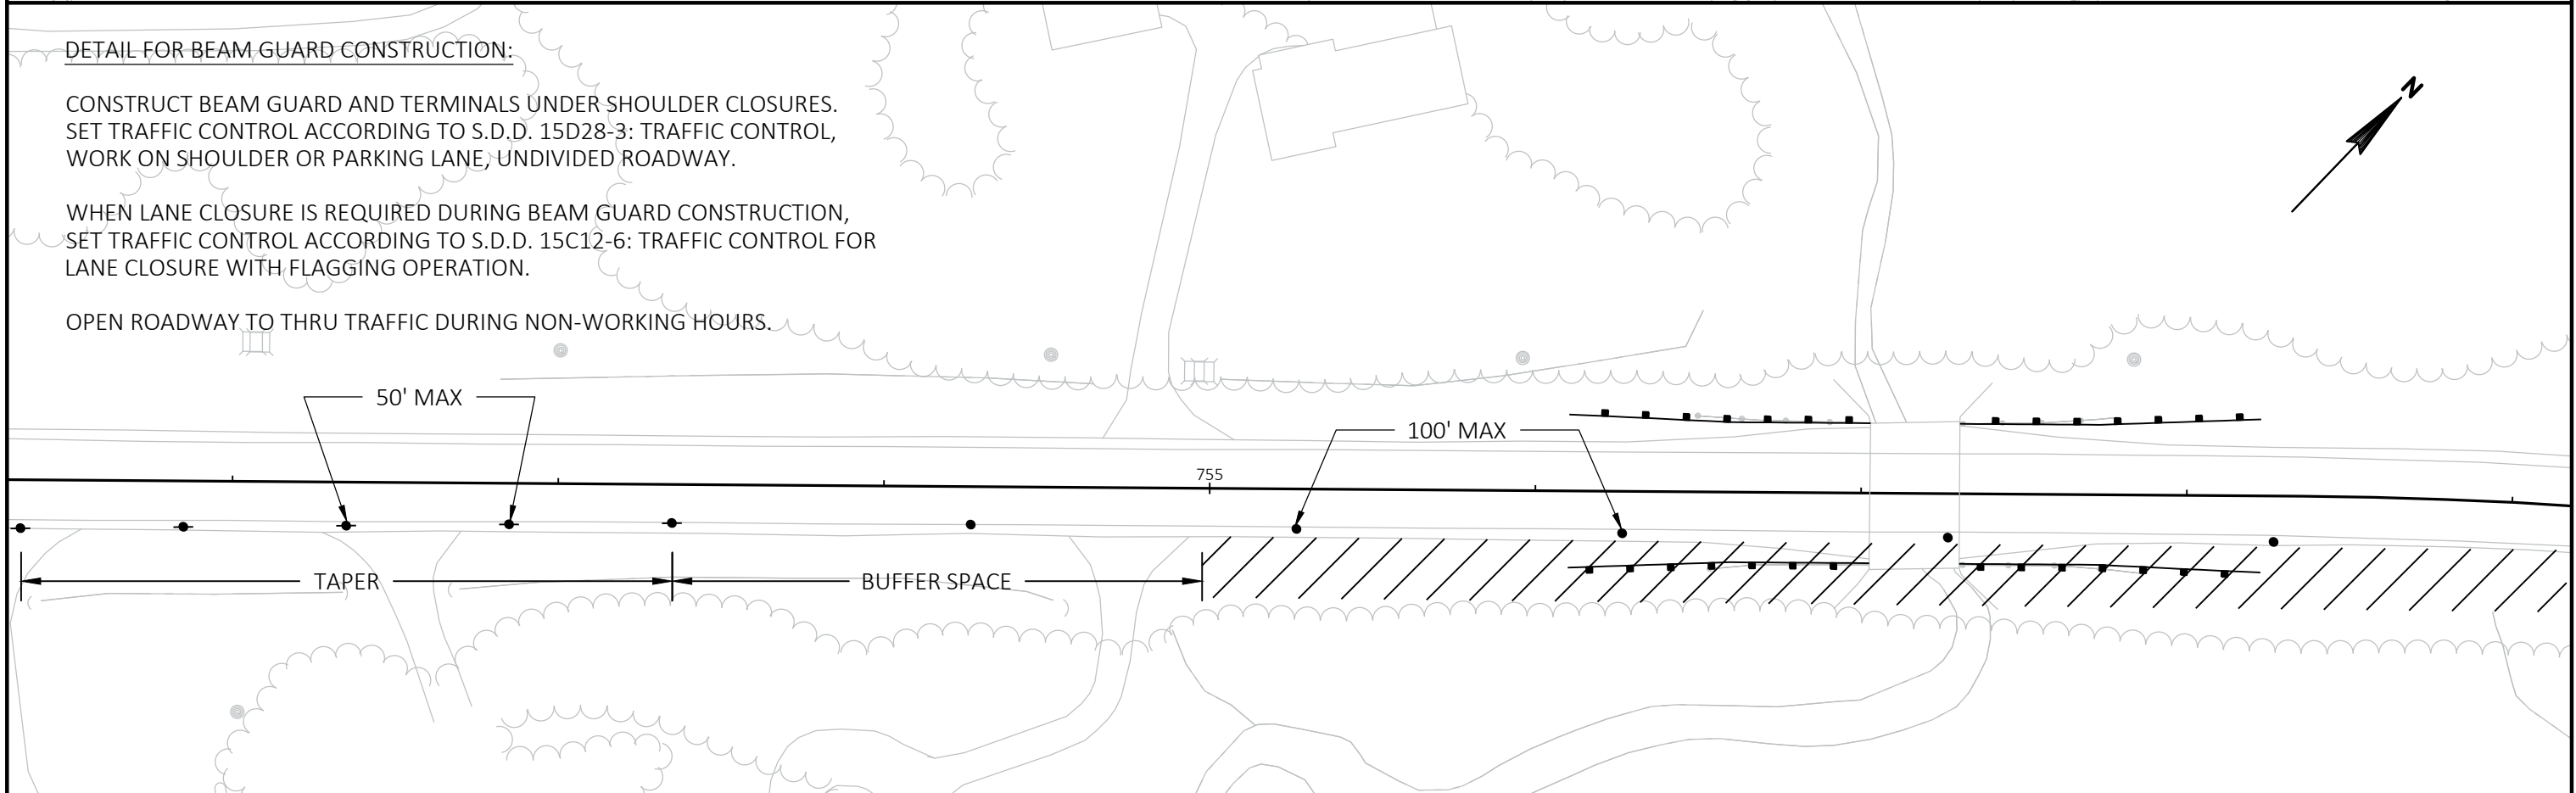 DETAIL FOR BEAM GUARD CONSTRUCTION:
CONSTRUCT BEAM GUARD AND TERMINALS UNDER SHOULDER CLOSURES.
SET TRAFFIC CONTROL ACCORDING TO S.D.D. 15D28-3: TRAFFIC CONTROL,
WORK ON SHOULDER OR PARKING LANE, UNDIVIDED ROADWAY.
WHEN LANE CLOSURE IS REQUIRED DURING BEAM GUARD CONSTRUCTION,
SET TRAFFIC CONTROL ACCORDING TO S.D.D. 15C12-6: TRAFFIC CONTROL FOR
LANE CLOSURE WITH FLAGGING OPERATION.
OPEN ROADWAY TO THRU TRAFFIC DURING NON-WORKING HOURS.
N
50' MAX
100' MAX
755
TAPER
BUFFER SPACE